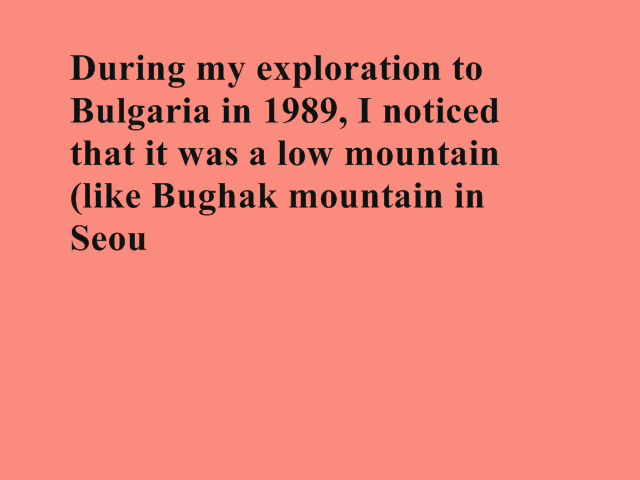 During my exploration to
Bulgaria in 1989, I noticed
that it was a low mountain
(like Bughak mountain in
Seou